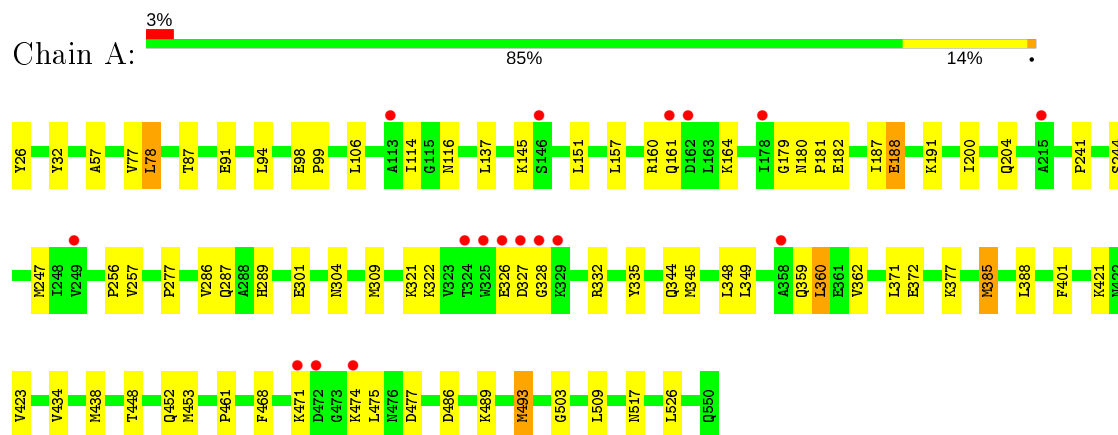 3%
Chain A:
85%
14%
Y26 Y32 A57 V77 L78 T87 E91 L94 E98 P99 L106 A113 I114 G115 N116 L137 K145 S146 L151 L157 R160 Q161 D162 L163 K164 I178 G179 N180 P181 E182 I187 E188 K191 I200 Q204 A215 P241 S244
M247 I248 V249 P256 V257 P277 V286 Q287 A288 H289 E301 N304 M309 K321 K322 V323 T324 W325 E326 D327 G328 K329 R332 Y335 Q344 M345 L348 L349 A358 Q359 L360 E361 V362 L371 E372 K377 M385 L388 F401 K421 N422
V423 V434 M438 T448 Q452 M453 P461 F468 K471 D472 G473 K474 L475 N476 D477 D486 K489 M493 G503 L509 N517 L526 Q550